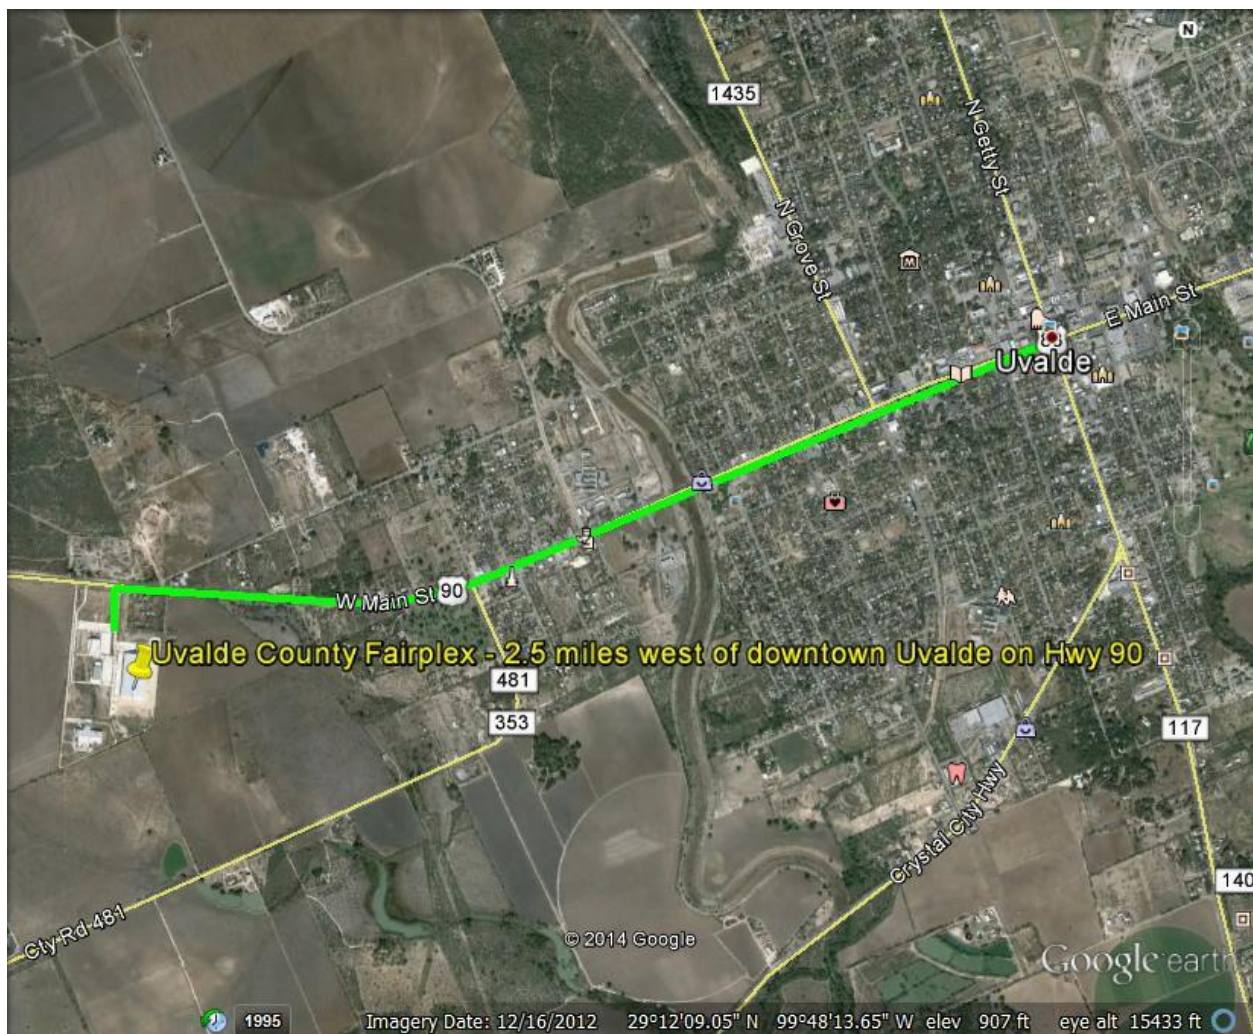 N
1435
N Getty St
N Grove St
M
E Main St
Uvalde
W Main St
90
Uvalde County Fairplex - 2.5 miles west of downtown Uvalde on Hwy 90
481
353
117
Crystal City Hwy
140
Cty Rd 481
© 2014 Google
Google earth
1995
Imagery Date: 12/16/2012 29°12'09.05" N 99°48'13.65" W elev 907 ft eye alt 15433 ft